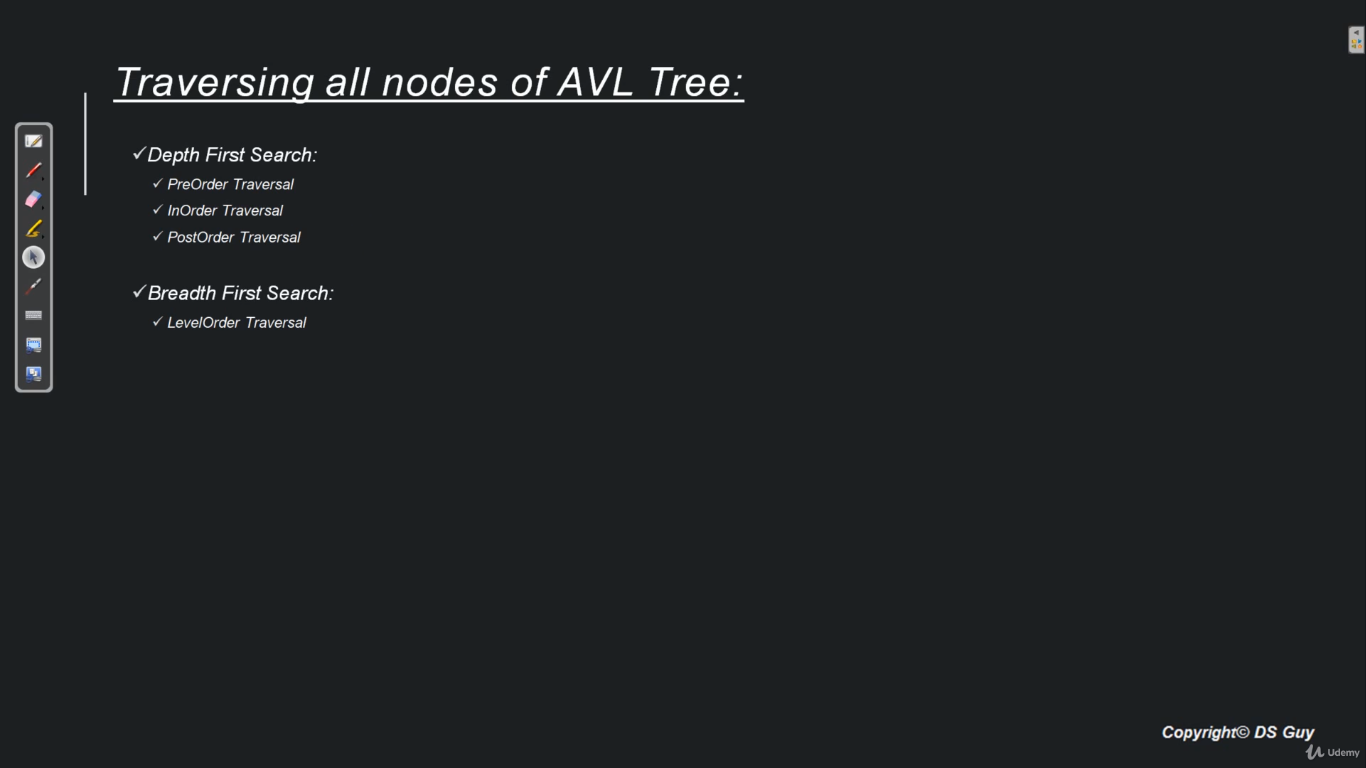 Traversing all nodes of AVL Tree:
✓Depth First Search:
✓ PreOrder Traversal
✓ InOrder Traversal
✓ PostOrder Traversal
✓Breadth First Search:
✓ LevelOrder Traversal
Copyright© DS Guy
Udemy